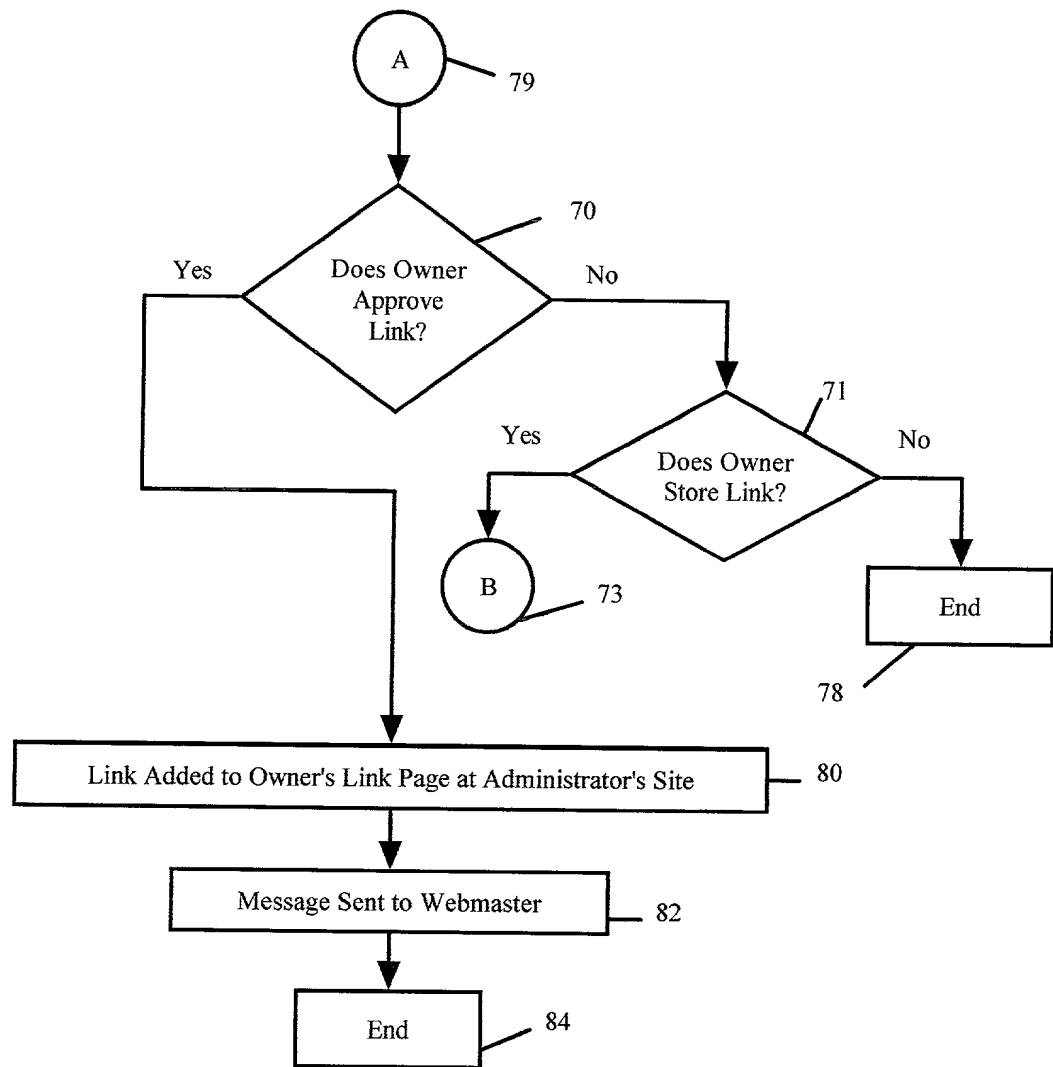 A
79
70
Yes
Does Owner
Approve
Link?
No
71
Yes
Does Owner
Store Link?
No
B
73
End
78
Link Added to Owner's Link Page at Administrator's Site
80
Message Sent to Webmaster
82
End
84